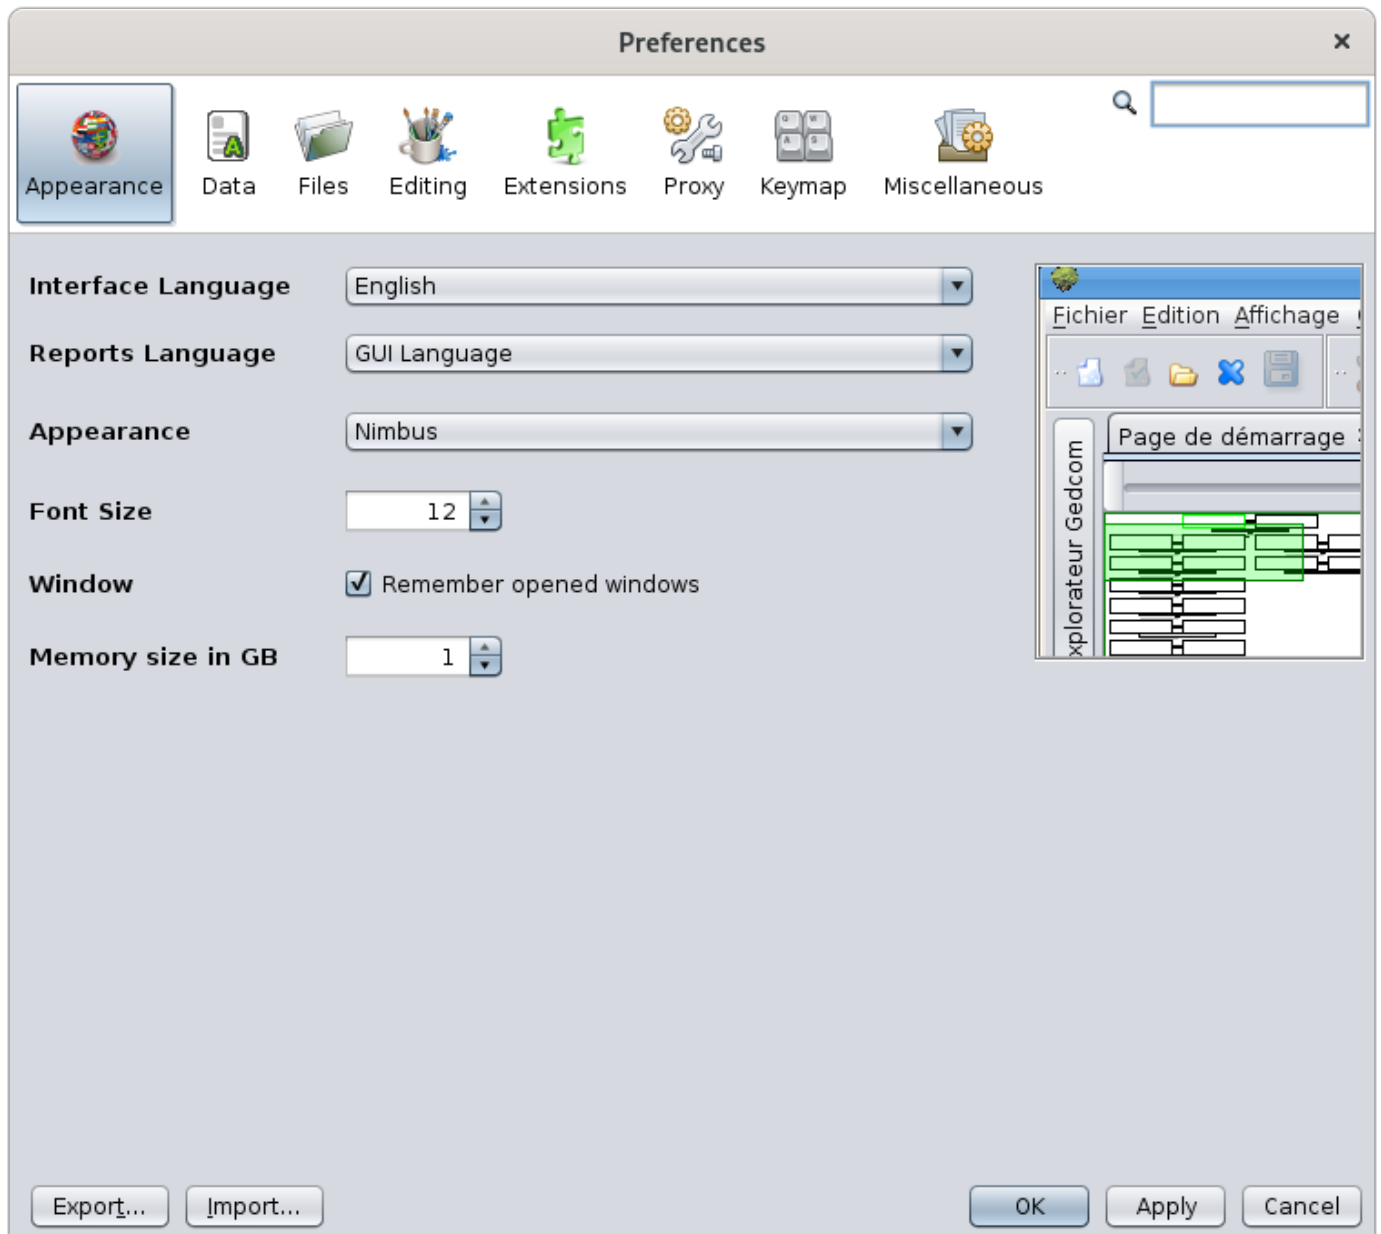 Preferences
Appearance Data Files Editing Extensions Proxy Keymap Miscellaneous
Interface Language English
Reports Language GUI Language
Appearance Nimbus
Font Size 12
Window Remember opened windows
Memory size in GB 1
Fichier Edition Affichage
Page de démarrage
xplorateur Gedcom
Export... Import... OK Apply Cancel